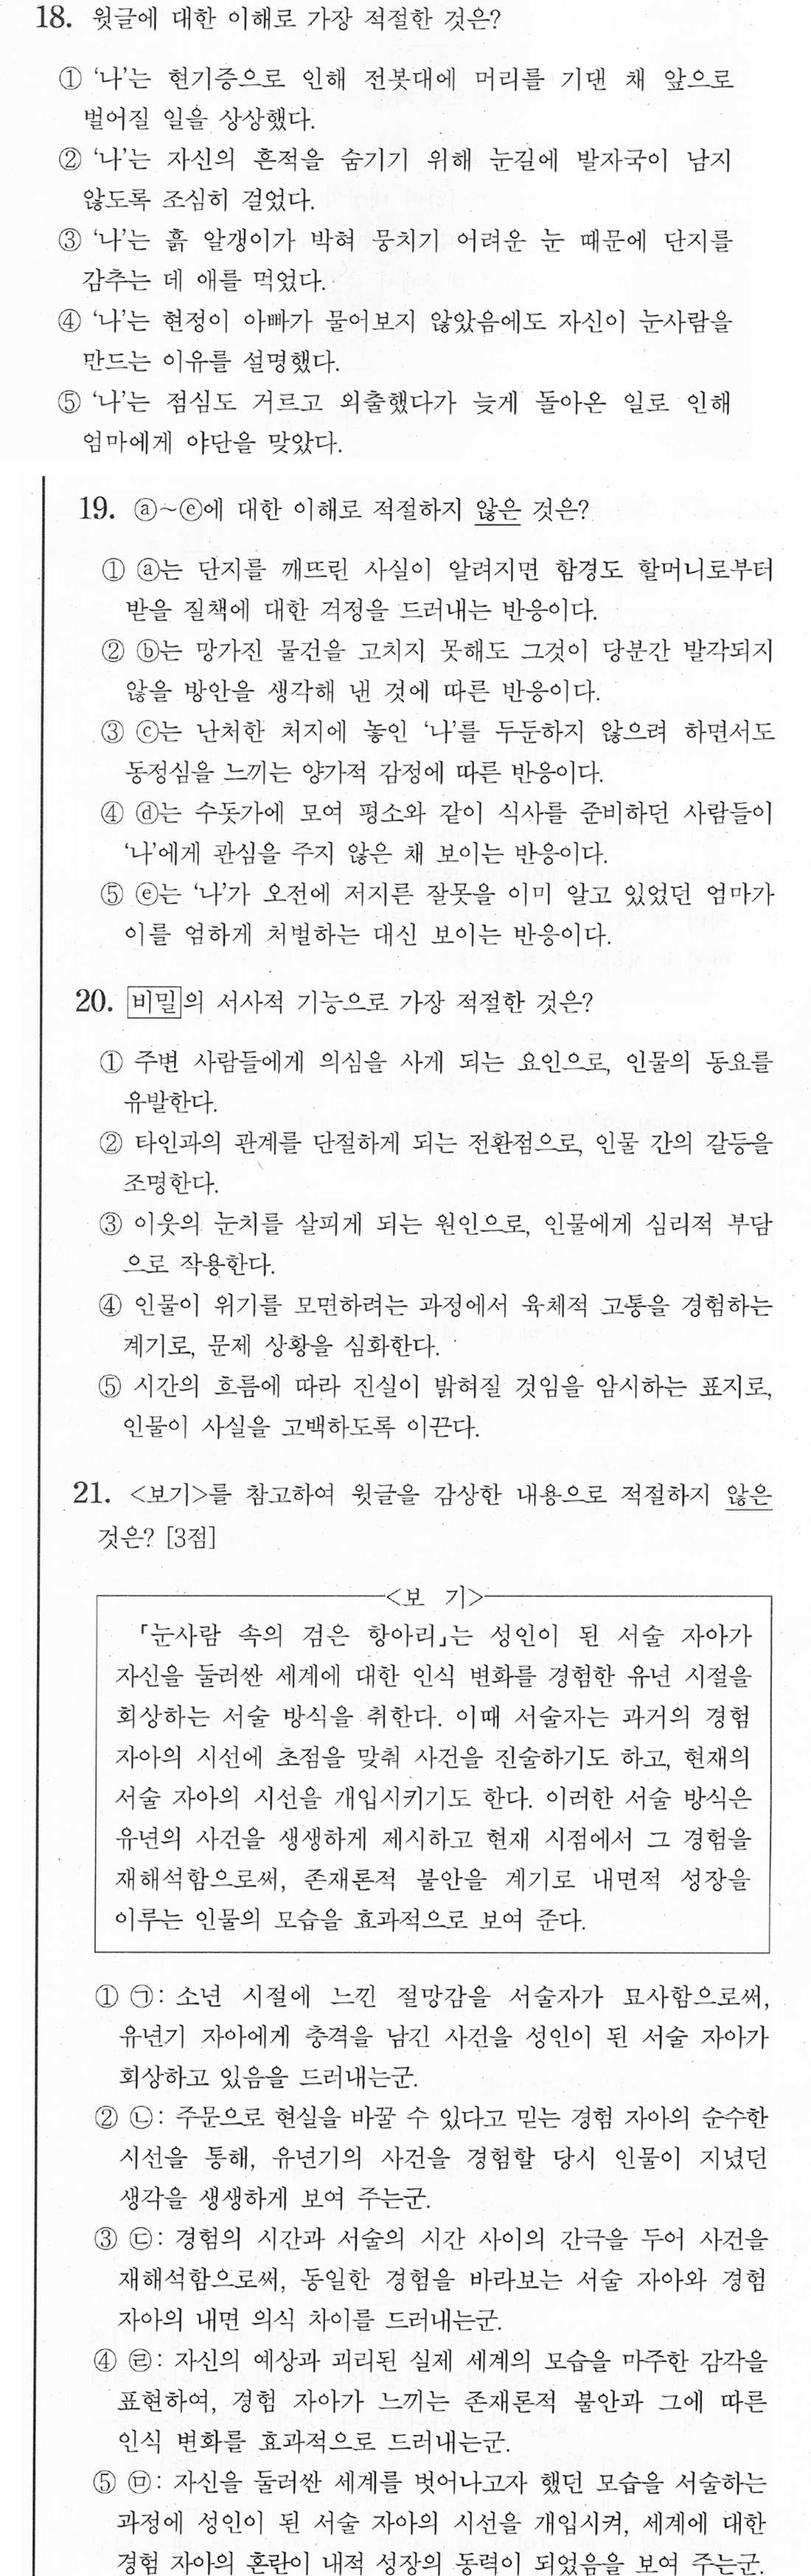 18. 윗글에 대한 이해로 가장 적절한 것은?
① ‘나’는 현기증으로 인해 전봇대에 머리를 기댄 채 앞으로
벌어질 일을 상상했다.
② ‘나’는 자신의 흔적을 숨기기 위해 눈길에 발자국이 남지
않도록 조심히 걸었다.
③ ‘나’는 흙 알갱이가 박혀 뭉치기 어려운 눈 때문에 단지를
감추는 데 애를 먹었다.
④ ‘나’는 현정이 아빠가 물어보지 않았음에도 자신이 눈사람을
만드는 이유를 설명했다.
⑤ ‘나’는 점심도 거르고 외출했다가 늦게 돌아온 일로 인해
엄마에게 야단을 맞았다.
19. ⓐ~ⓔ에 대한 이해로 적절하지 않은 것은?
① ⓐ는 단지를 깨뜨린 사실이 알려지면 함경도 할머니로부터
받을 질책에 대한 걱정을 드러내는 반응이다.
② ⓑ는 망가진 물건을 고치지 못해도 그것이 당분간 발각되지
않을 방안을 생각해 낸 것에 따른 반응이다.
③ ⓒ는 난처한 처지에 놓인 ‘나’를 두둔하지 않으려 하면서도
동정심을 느끼는 양가적 감정에 따른 반응이다.
④ ⓓ는 수돗가에 모여 평소와 같이 식사를 준비하던 사람들이
‘나’에게 관심을 주지 않은 채 보이는 반응이다.
⑤ ⓔ는 ‘나’가 오전에 저지른 잘못을 이미 알고 있었던 엄마가
이를 엄하게 처벌하는 대신 보이는 반응이다.
20. 비밀의 서사적 기능으로 가장 적절한 것은?
① 주변 사람들에게 의심을 사게 되는 요인으로, 인물의 동요를
유발한다.
② 타인과의 관계를 단절하게 되는 전환점으로, 인물 간의 갈등을
조명한다.
③ 이웃의 눈치를 살피게 되는 원인으로, 인물에게 심리적 부담
으로 작용한다.
④ 인물이 위기를 모면하려는 과정에서 육체적 고통을 경험하는
계기로, 문제 상황을 심화한다.
⑤ 시간의 흐름에 따라 진실이 밝혀질 것임을 암시하는 표지로,
인물이 사실을 고백하도록 이끈다.
21. <보기>를 참고하여 윗글을 감상한 내용으로 적절하지 않은
것은? [3점]
<보 기>
「눈사람 속의 검은 항아리」는 성인이 된 서술 자아가
자신을 둘러싼 세계에 대한 인식 변화를 경험한 유년 시절을
회상하는 서술 방식을 취한다. 이때 서술자는 과거의 경험
자아의 시선에 초점을 맞춰 사건을 진술하기도 하고, 현재의
서술 자아의 시선을 개입시키기도 한다. 이러한 서술 방식은
유년의 사건을 생생하게 제시하고 현재 시점에서 그 경험을
재해석함으로써, 존재론적 불안을 계기로 내면적 성장을
이루는 인물의 모습을 효과적으로 보여 준다.
① ㉠: 소년 시절에 느낀 절망감을 서술자가 묘사함으로써,
유년기 자아에게 충격을 남긴 사건을 성인이 된 서술 자아가
회상하고 있음을 드러내는군.
② ㉡: 주문으로 현실을 바꿀 수 있다고 믿는 경험 자아의 순수한
시선을 통해, 유년기의 사건을 경험할 당시 인물이 지녔던
생각을 생생하게 보여 주는군.
③ ㉢: 경험의 시간과 서술의 시간 사이의 간극을 두어 사건을
재해석함으로써, 동일한 경험을 바라보는 서술 자아와 경험
자아의 내면 의식 차이를 드러내는군.
④ ㉣: 자신의 예상과 괴리된 실제 세계의 모습을 마주한 감각을
표현하여, 경험 자아가 느끼는 존재론적 불안과 그에 따른
인식 변화를 효과적으로 드러내는군.
⑤ ㉤: 자신을 둘러싼 세계를 벗어나고자 했던 모습을 서술하는
과정에 성인이 된 서술 자아의 시선을 개입시켜, 세계에 대한
경험 자아의 혼란이 내적 성장의 동력이 되었음을 보여 주는군.